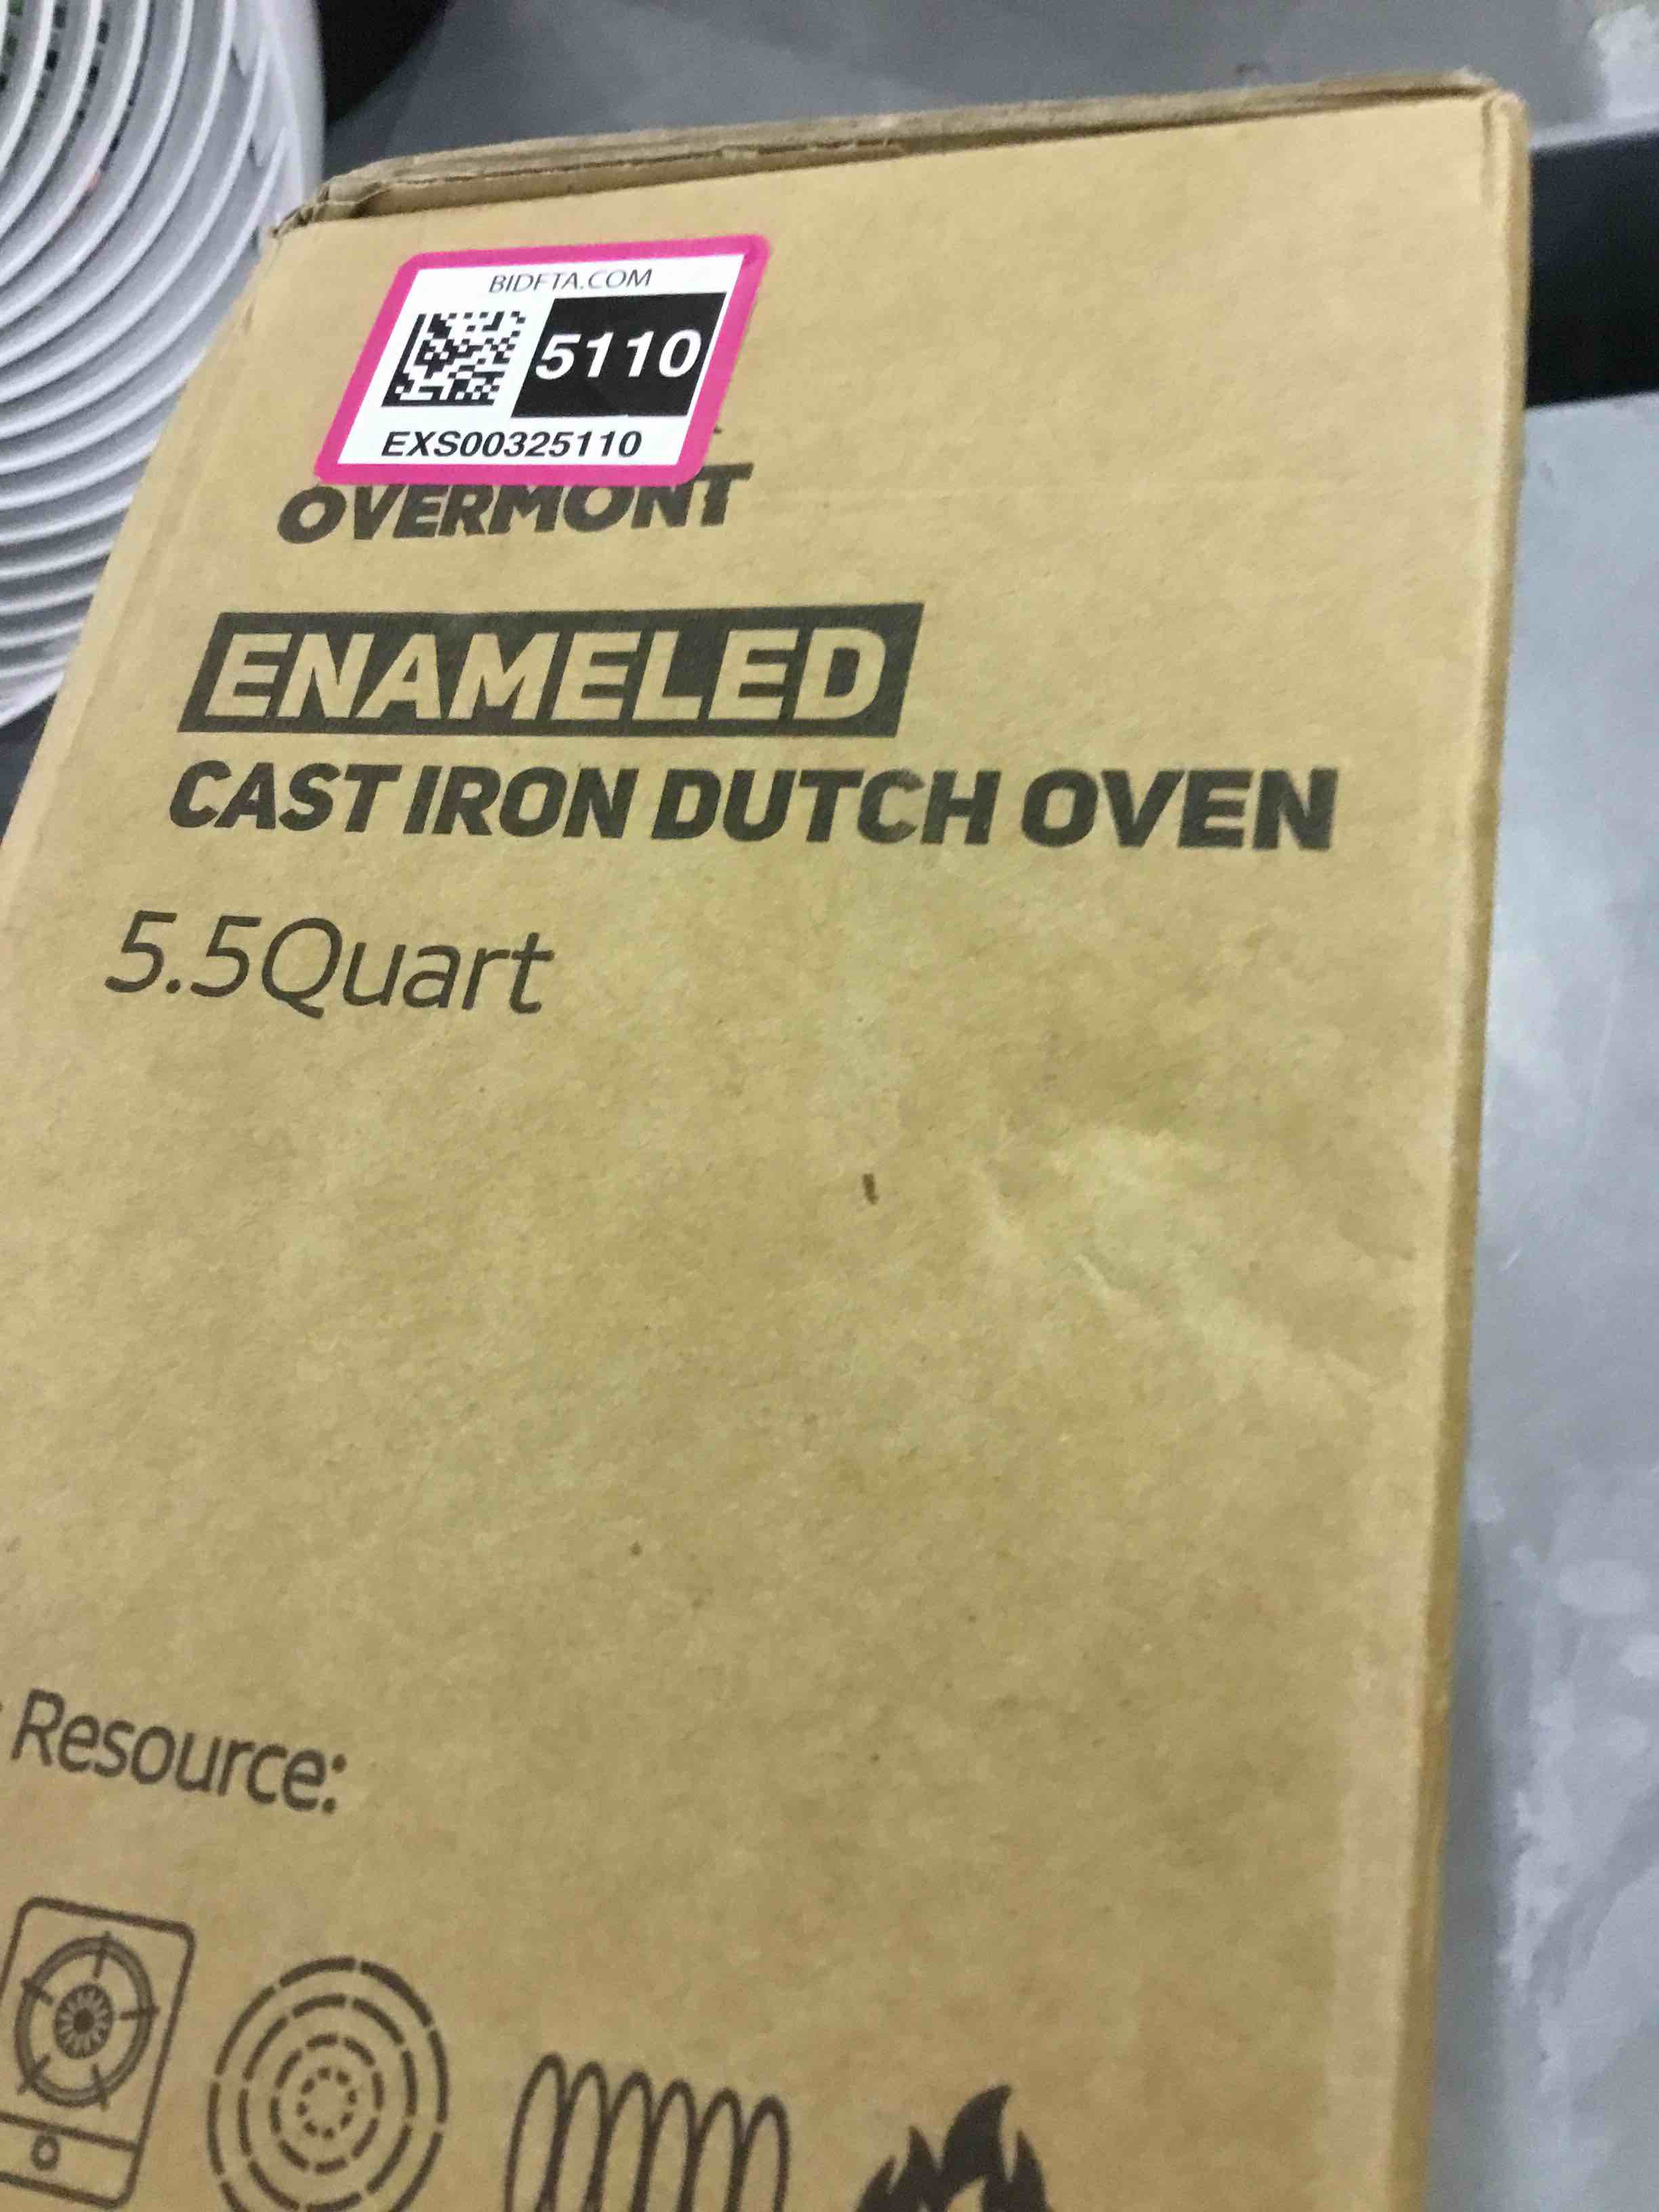 BIDFTA.COM
5110
EXS00325110
OVERMONT
ENAMELED
CAST IRON DUTCH OVEN
5.5Quart
Resource: